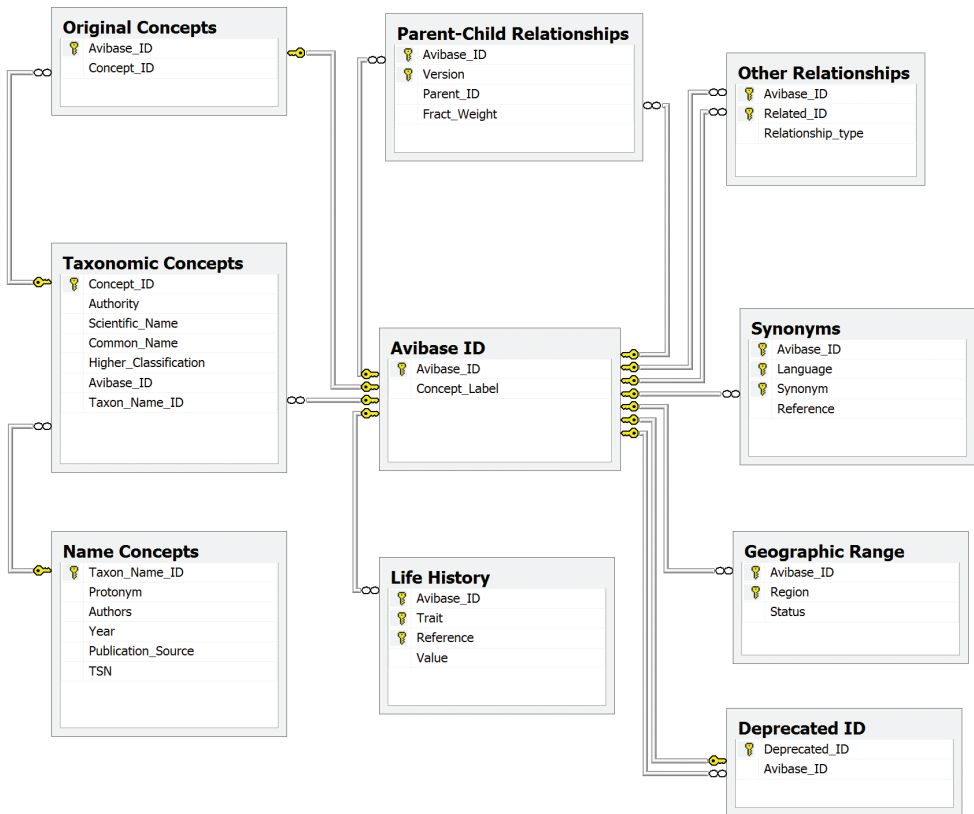 Original Concepts
Avibase_ID
Concept_ID
Parent-Child Relationships
Avibase_ID
Version
Parent_ID
Fract_Weight
Other Relationships
Avibase_ID
Related_ID
Relationship_type
Taxonomic Concepts
Concept_ID
Authority
Scientific_Name
Common_Name
Higher_Classification
Avibase_ID
Taxon_Name_ID
Avibase ID
Avibase_ID
Concept_Label
Synonyms
Avibase_ID
Language
Synonym
Reference
Name Concepts
Taxon_Name_ID
Protonym
Authors
Year
Publication_Source
TSN
Life History
Avibase_ID
Trait
Reference
Value
Geographic Range
Avibase_ID
Region
Status
Deprecated ID
Deprecated_ID
Avibase_ID